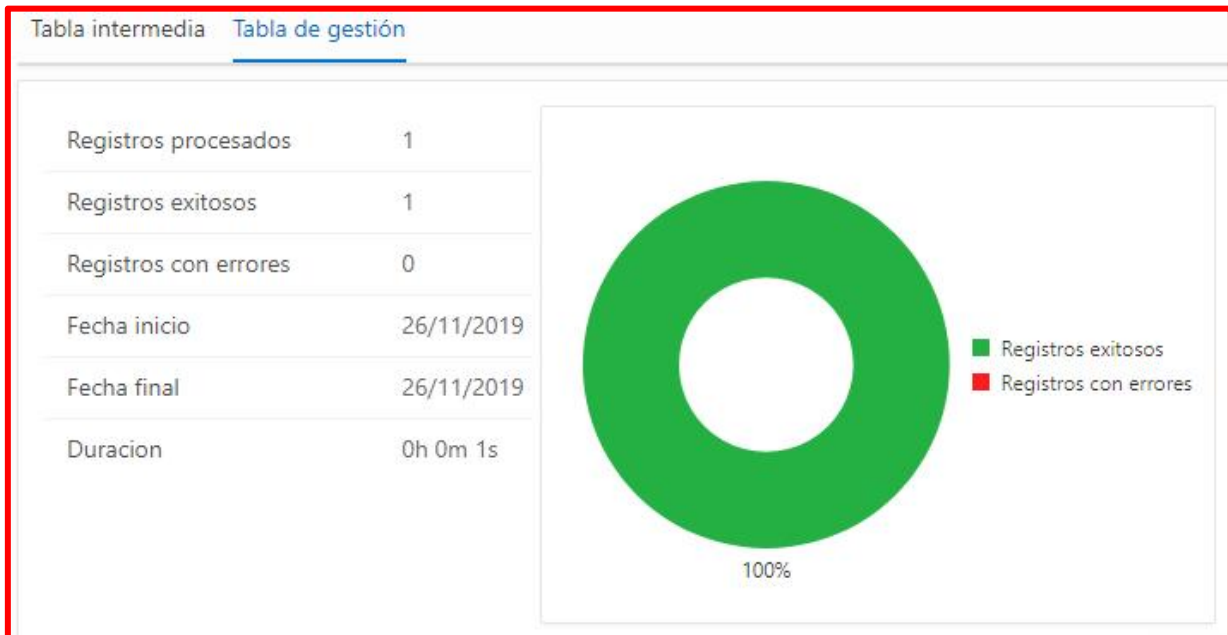 Tabla intermedia Tabla de gestión
Registros procesados 1
Registros exitosos 1
Registros con errores 0
Fecha inicio 26/11/2019
Fecha final 26/11/2019
Duracion 0h 0m 1s
Registros exitosos
Registros con errores
100%